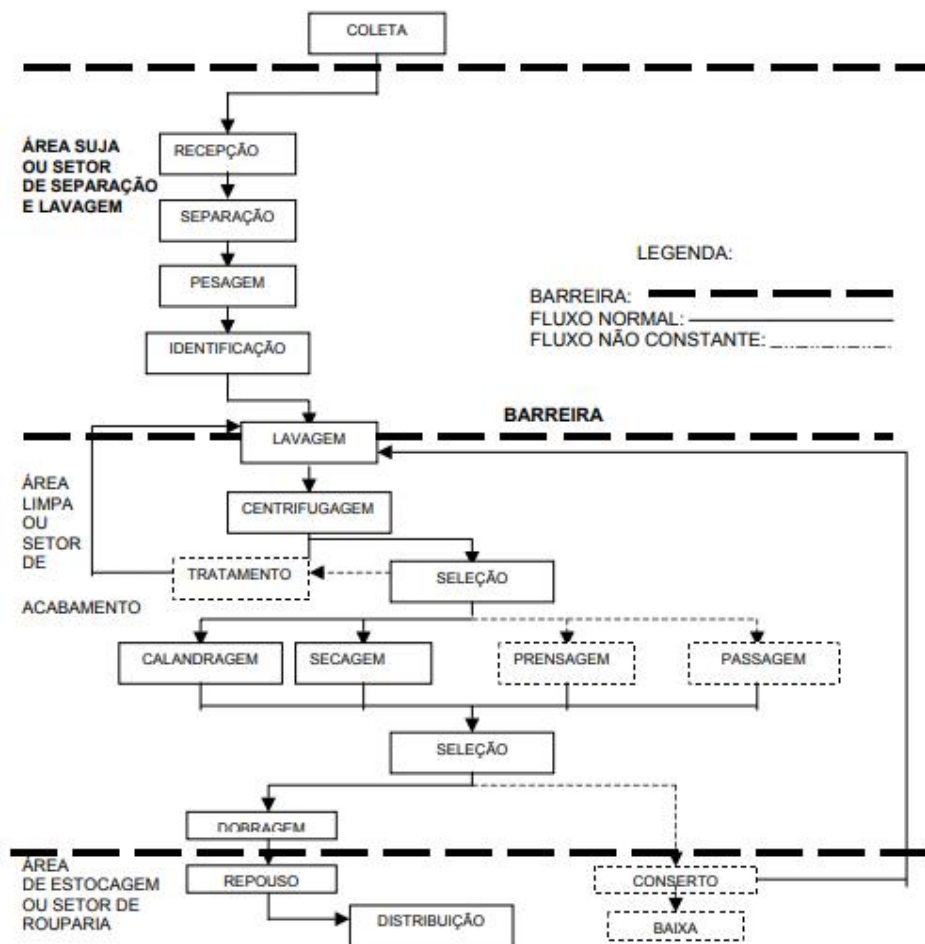 COLETA
ÁREA SUJA
OU SETOR
DE SEPARAÇÃO
E LAVAGEM
RECEPÇÃO
SEPARAÇÃO
PESAGEM
IDENTIFICAÇÃO
LEGENDA:
BARREIRA:
FLUXO NORMAL:
FLUXO NÃO CONSTANTE:
BARREIRA
LAVAGEM
ÁREA
LIMPA
OU
SETOR
DE
ACABAMENTO
CENTRIFUGAGEM
TRATAMENTO
SELEÇÃO
CALANDRAGEM
SECAGEM
PRENSAGEM
PASSAGEM
SELEÇÃO
DOBRAGEM
ÁREA
DE ESTOCAGEM
OU SETOR DE
ROUPARIA
REPOUSO
CONSERTO
DISTRIBUIÇÃO
BAIXA